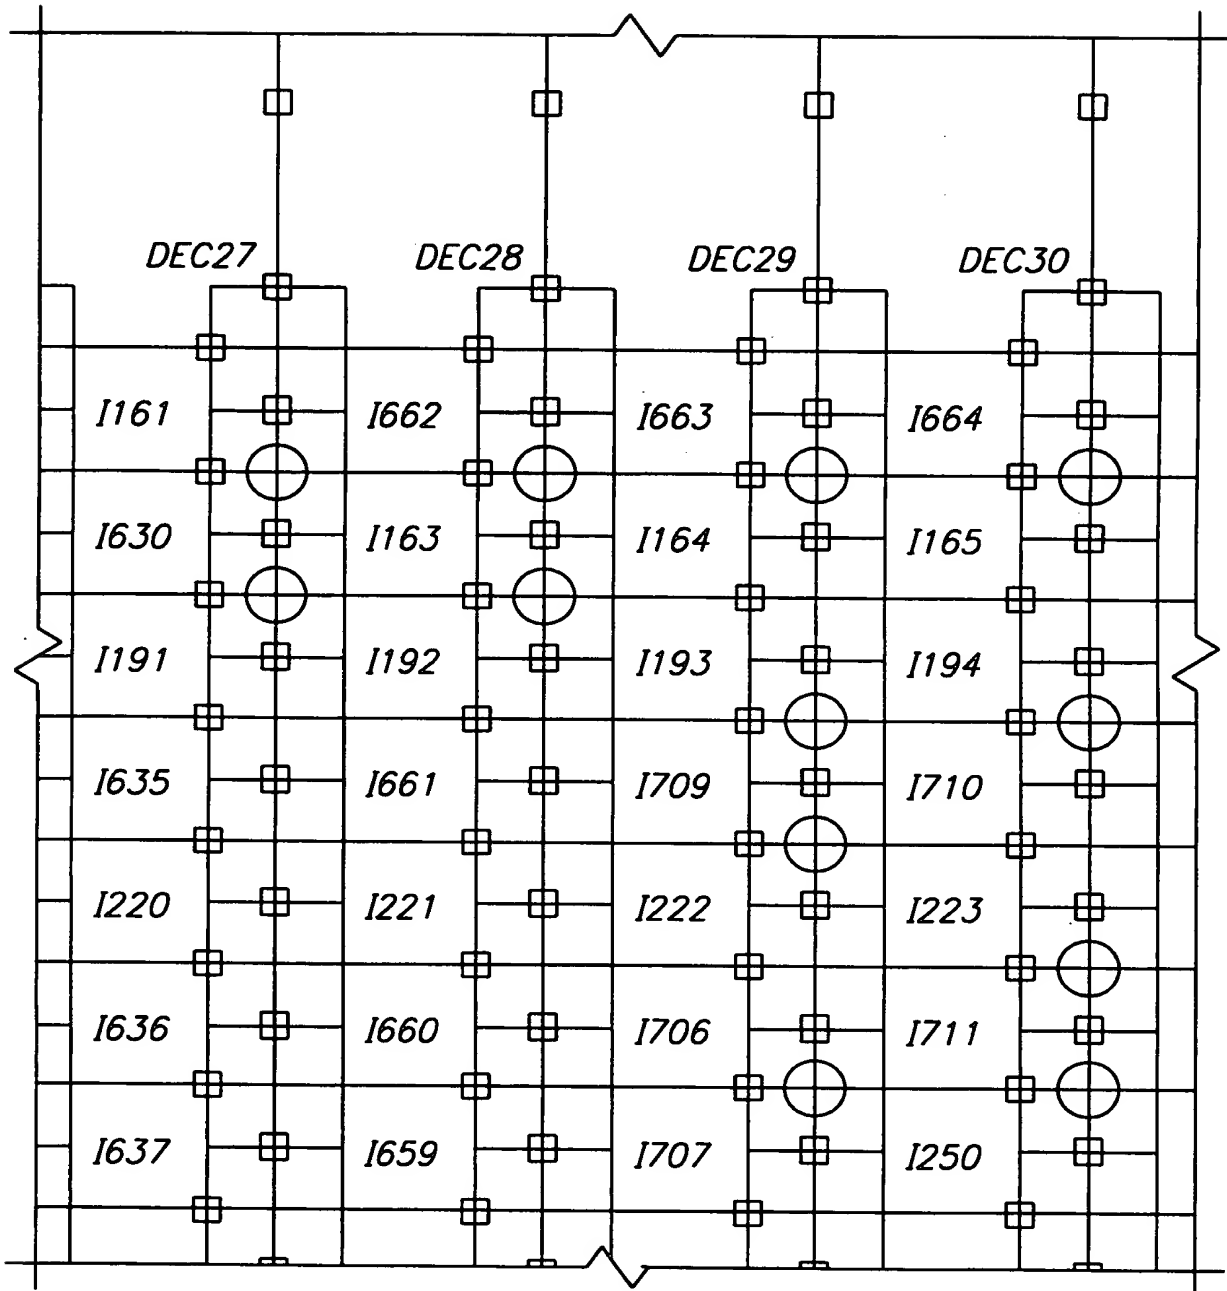 DEC27 DEC28 DEC29 DEC30
I161 I662 I663 I664
I630 I163 I164 I165
I191 I192 I193 I194
I635 I661 I709 I710
I220 I221 I222 I223
I636 I660 I706 I711
I637 I659 I707 I250